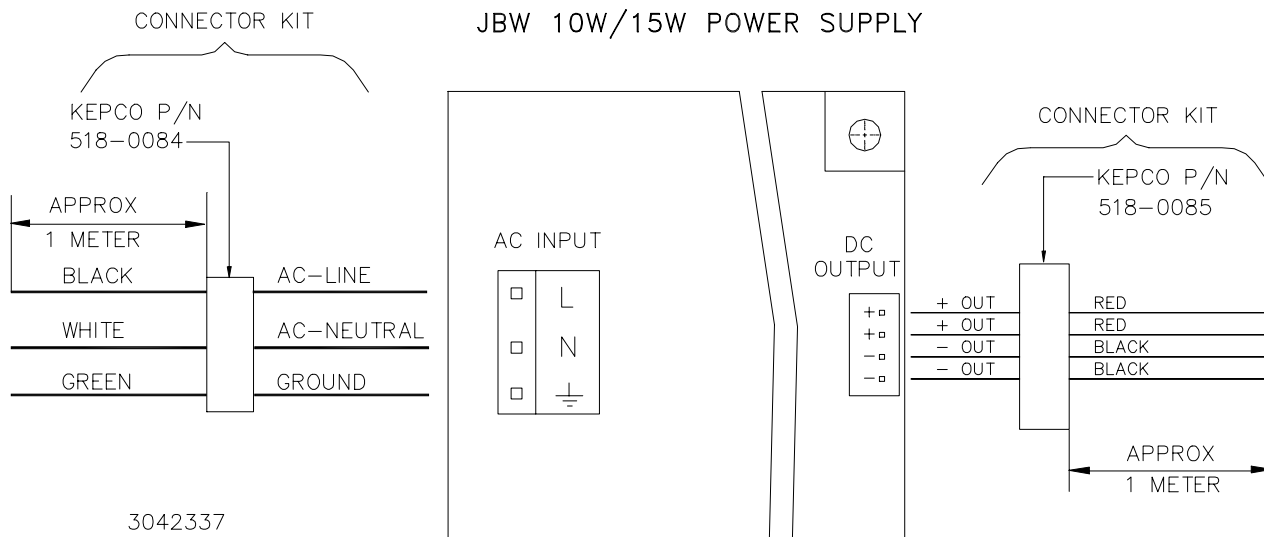 CONNECTOR KIT
JBW 10W/15W POWER SUPPLY
KEPCO P/N
518-0084
APPROX
1 METER
BLACK
AC-LINE
WHITE
AC-NEUTRAL
GREEN
GROUND
AC INPUT
L
N
DC
OUTPUT
+
+
-
-
CONNECTOR KIT
KEPCO P/N
518-0085
+ OUT
RED
+ OUT
RED
- OUT
BLACK
- OUT
BLACK
APPROX
1 METER
3042337